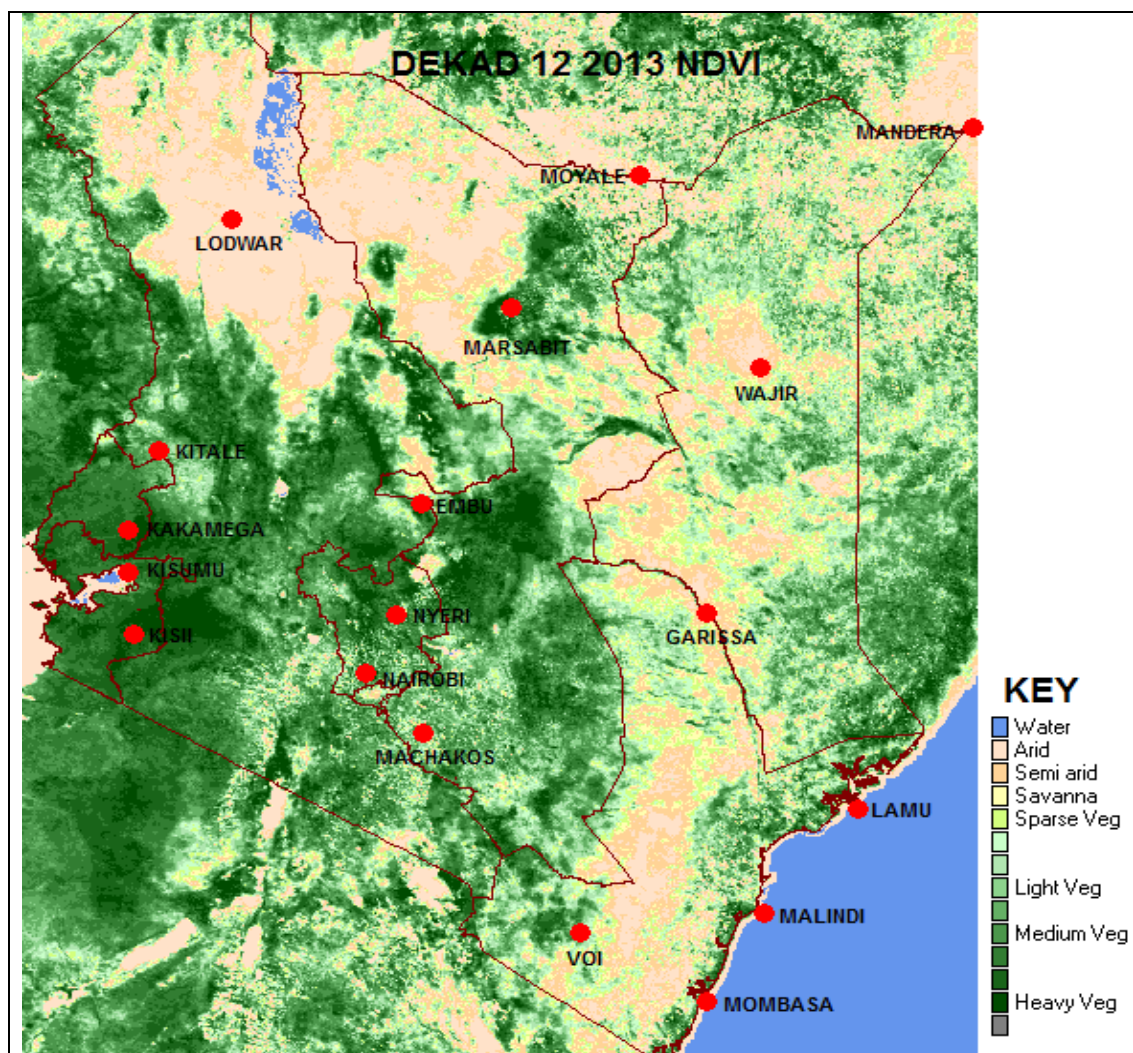 DEKAD 12 2013 NDVI
MANDERA
MOYALE
LODWAR
MARSABIT
WAJIR
KITALE
EMBU
KAKAMEGA
KISUMU
NYERI
GARISSA
KISII
NAIROBI
MACHAKOS
LAMU
MALINDI
VOI
MOMBASA
KEY
Water
Arid
Semi arid
Savanna
Sparse Veg
Light Veg
Medium Veg
Heavy Veg